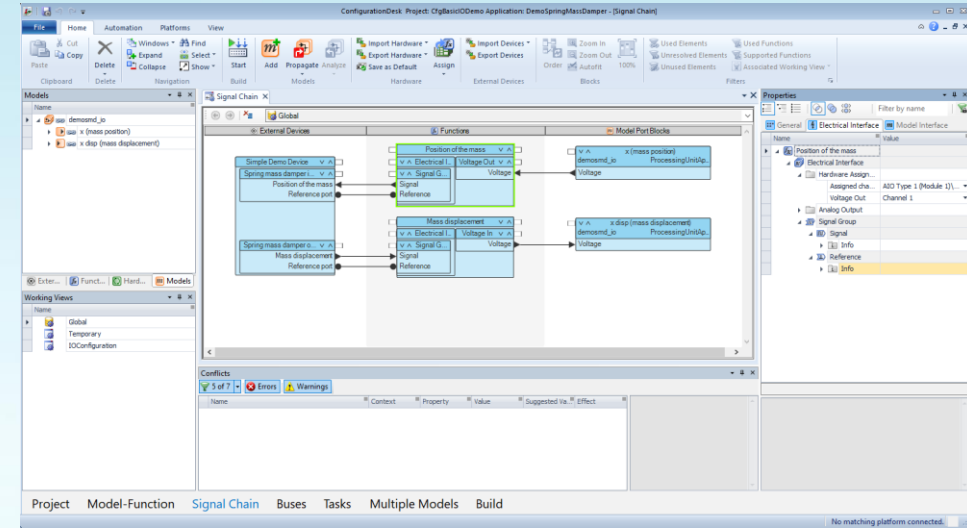 ConfigurationDesk Project: CfgBasicIODemo Application: DemoSpringMassDamper - [Signal Chain]
File Home Automation Platforms View
Paste Cut Copy Delete Windows Expand Collapse Find Select Show Start Add Propagate Analyze Import Hardware Export Hardware Save as Default Assign Import Devices Export Devices Order Zoom In Zoom Out Autofit 100% Used Elements Unresolved Elements Unused Elements Used Functions Supported Functions Associated Working View
Clipboard Delete Navigation Build Models Hardware External Devices Blocks Filters
Models
Name
demosmd_io
x (mass position)
x disp (mass displacement)
Exter... Funct... Hard... Models
Working Views
Name
Global
Temporary
IOConfiguration
Signal Chain
Global
External Devices Functions Model Port Blocks
Simple Demo Device
Spring mass damper i...
Position of the mass
Reference port
Spring mass damper o...
Mass displacement
Reference port
Position of the mass
Electrical I... Voltage Out
Signal G... Voltage
Signal
Reference
Mass displacement
Electrical I... Voltage In
Signal G... Voltage
Signal
Reference
x (mass position)
demosmd_io ProcessingUnitAp..
Voltage
x disp (mass displacement)
demosmd_io ProcessingUnitAp..
Voltage
Conflicts
5 of 7 Errors Warnings
Name Context Property Value Suggested Va... Effect
Properties
Filter by name
General Electrical Interface Model Interface
Name Value
Position of the mass
Electrical Interface
Hardware Assign...
Assigned cha... AIO Type 1 (Module 1)\...
Voltage Out Channel 1
Analog Output
Signal Group
Signal
Info
Reference
Info
Project Model-Function Signal Chain Buses Tasks Multiple Models Build
No matching platform connected.